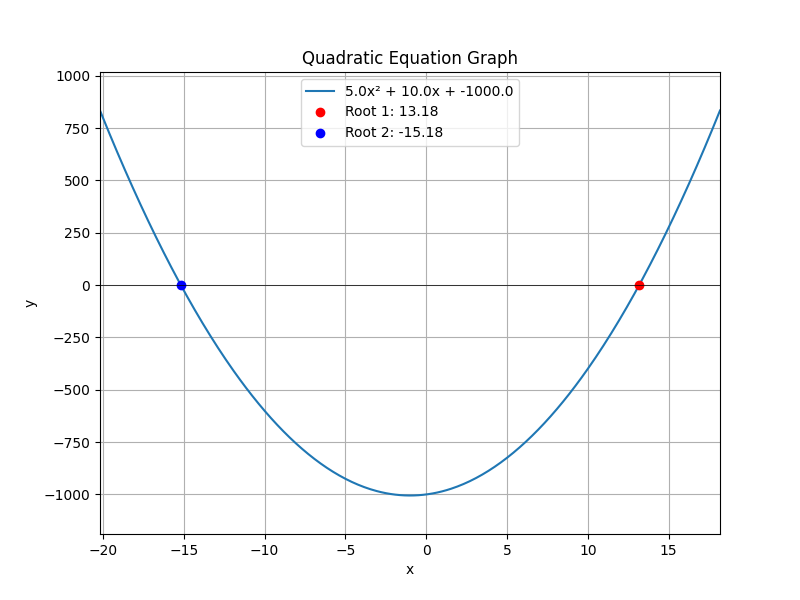 Quadratic Equation Graph
5.0x² + 10.0x + -1000.0
Root 1: 13.18
Root 2: -15.18
1000
750
500
250
0
−250
−500
−750
−1000
y
−20
−15
−10
−5
0
5
10
15
x